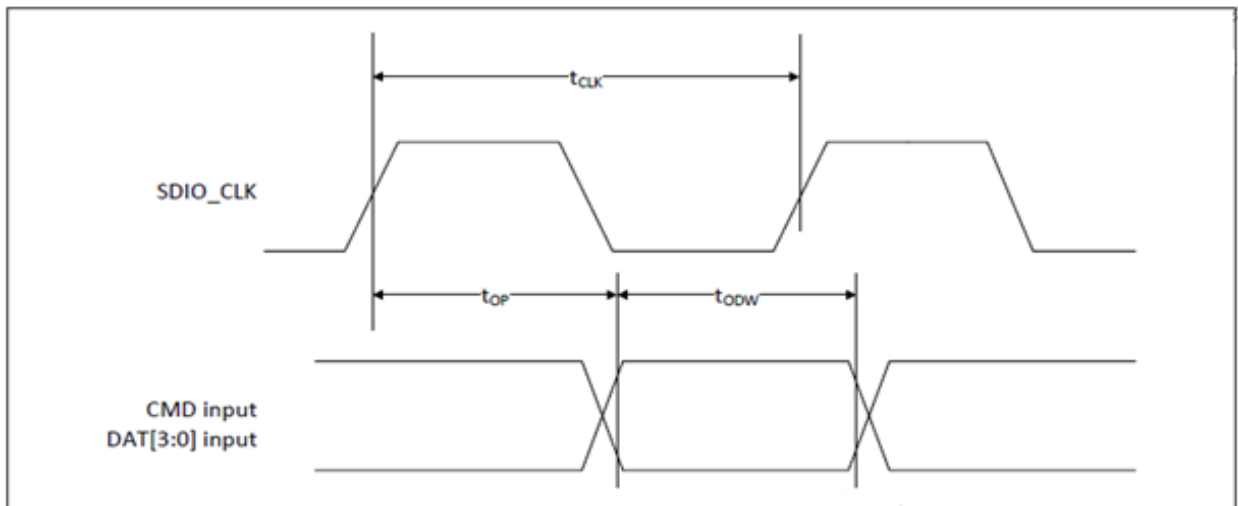 tCLK
SDIO_CLK
tOP
tODW
CMD input
DAT[3:0] input